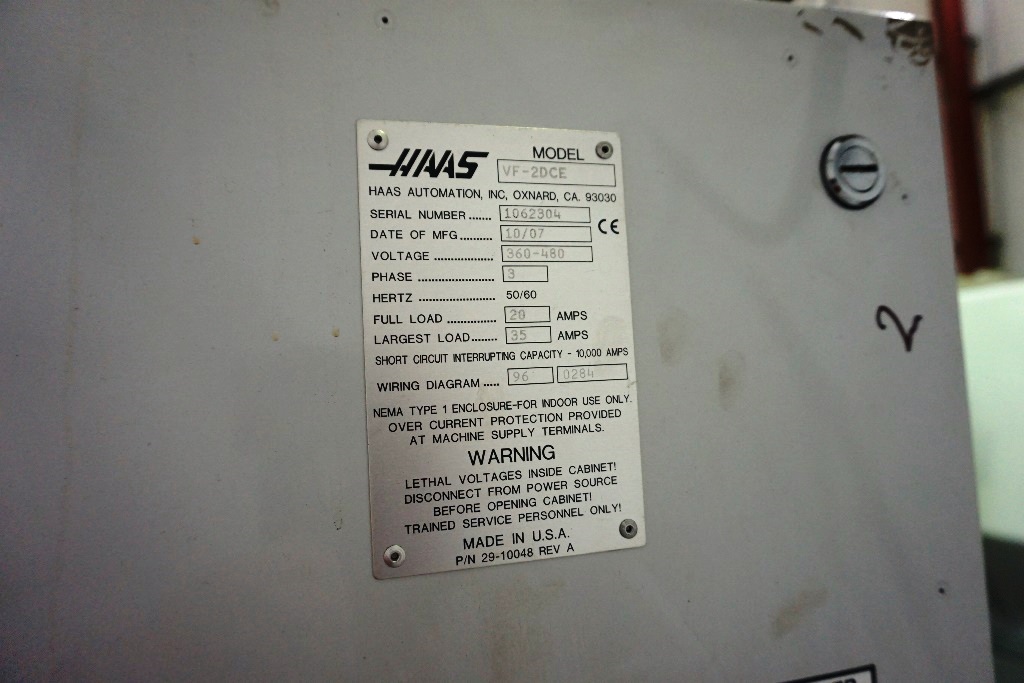 HAAS MODEL VF-2DCE
HAAS AUTOMATION, INC, OXNARD, CA. 93030
SERIAL NUMBER ....... 1062304
DATE OF MFG.......... 10/07 CE
VOLTAGE .................. 360-480
PHASE ....................... 3
HERTZ ....................... 50/60
FULL LOAD ............... 20 AMPS
LARGEST LOAD........ 35 AMPS
SHORT CIRCUIT INTERRUPTING CAPACITY - 10,000 AMPS
WIRING DIAGRAM ..... 96 0284
NEMA TYPE 1 ENCLOSURE-FOR INDOOR USE ONLY.
OVER CURRENT PROTECTION PROVIDED
AT MACHINE SUPPLY TERMINALS.
WARNING
LETHAL VOLTAGES INSIDE CABINET!
DISCONNECT FROM POWER SOURCE
BEFORE OPENING CABINET!
TRAINED SERVICE PERSONNEL ONLY!
MADE IN U.S.A.
P/N 29-10048 REV A
2